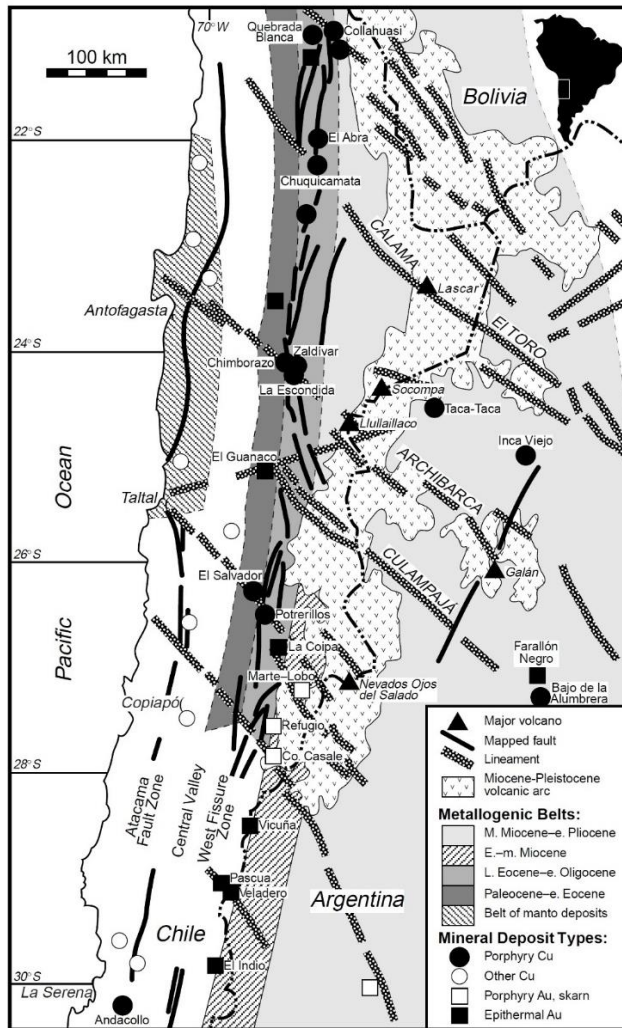 70°W
Quebrada
Blanca
Collahuasi
100 km
Bolivia
22°S
El Abra
Chuquicamata
CALAMA
Lascar
Antofagasta
EL TORO
24°S
Chimborazo
Zaldivar
La Escondida
Socompa
Taca-Taca
Llullaillaco
Inca Viejo
El Guanaco
Ocean
Taltal
ARCHIBARCA
26°S
CULAMPAJÁ
Galán
El Salvador
Potrerillos
Pacific
La Coipa
Farallón
Negro
Marte–Lobo
Nevados Ojos
del Salado
Bajo de la
Alumbrera
Copiapó
Refugio
Co. Casale
28°S
Atacama
Fault Zone
Central Valley
West Fissure
Zone
Vicuña
Pascua
Veladero
Argentina
Chile
El Indio
30°S
La Serena
Andacollo
Major volcano
Mapped fault
Lineament
Miocene-Pleistocene
volcanic arc
Metallogenic Belts:
M. Miocene–e. Pliocene
E.–m. Miocene
L. Eocene–e. Oligocene
Paleocene–e. Eocene
Belt of manto deposits
Mineral Deposit Types:
Porphyry Cu
Other Cu
Porphyry Au, skarn
Epithermal Au